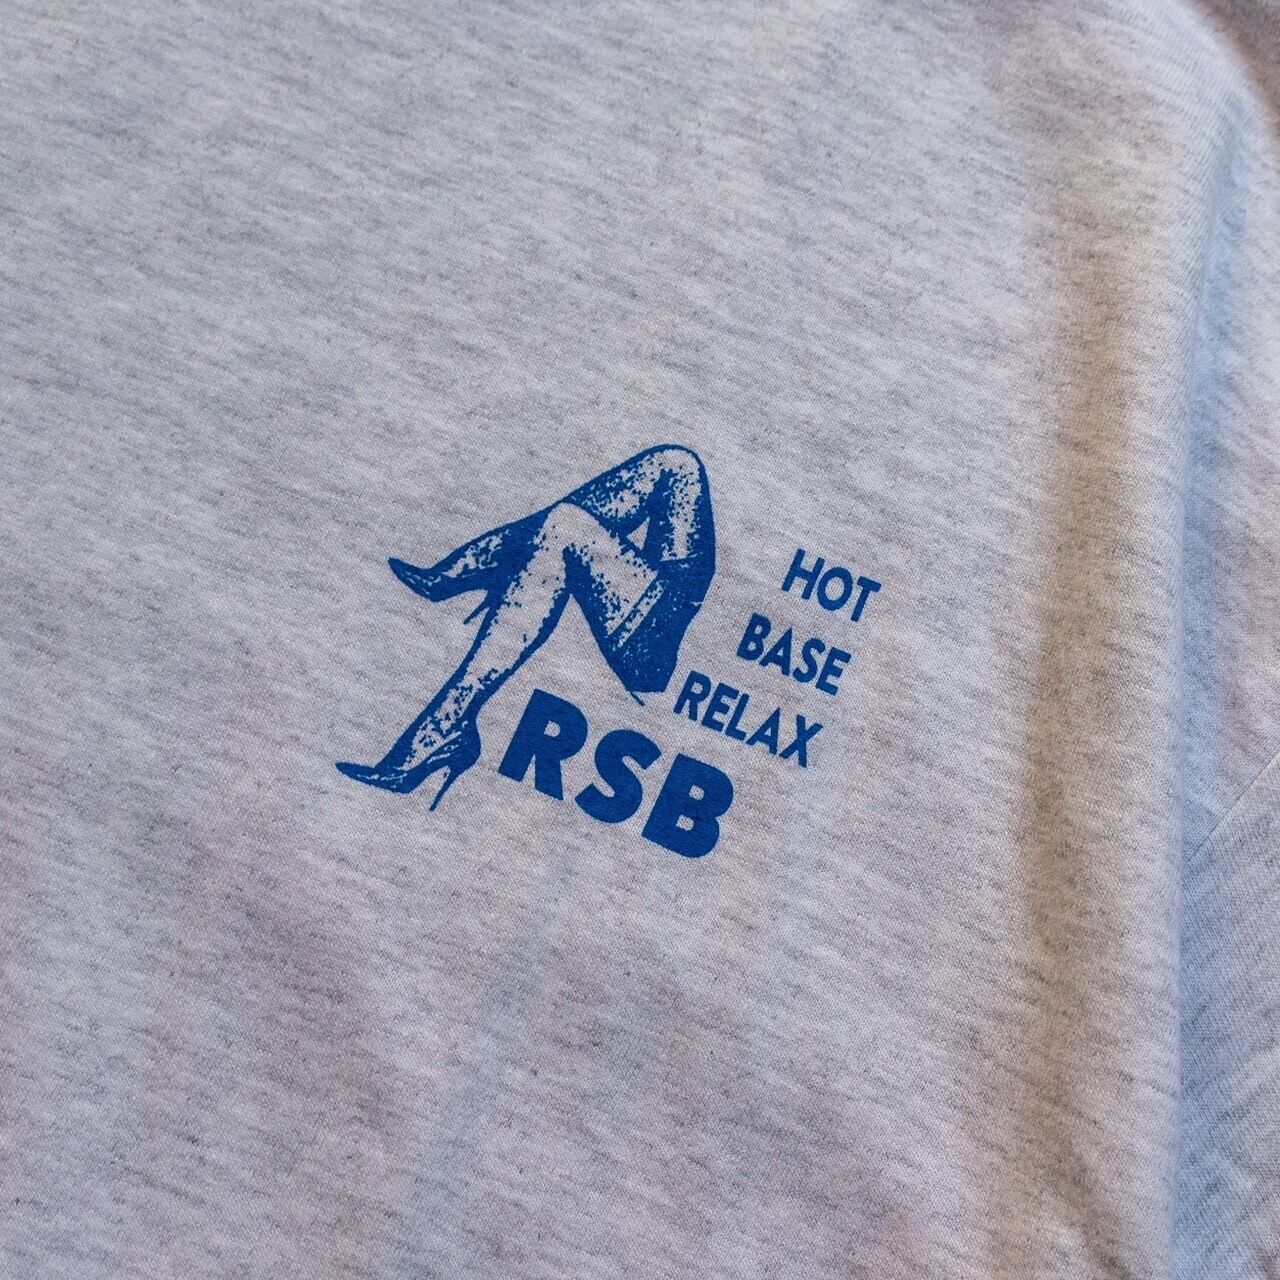 HOT
BASE
RELAX
RSB